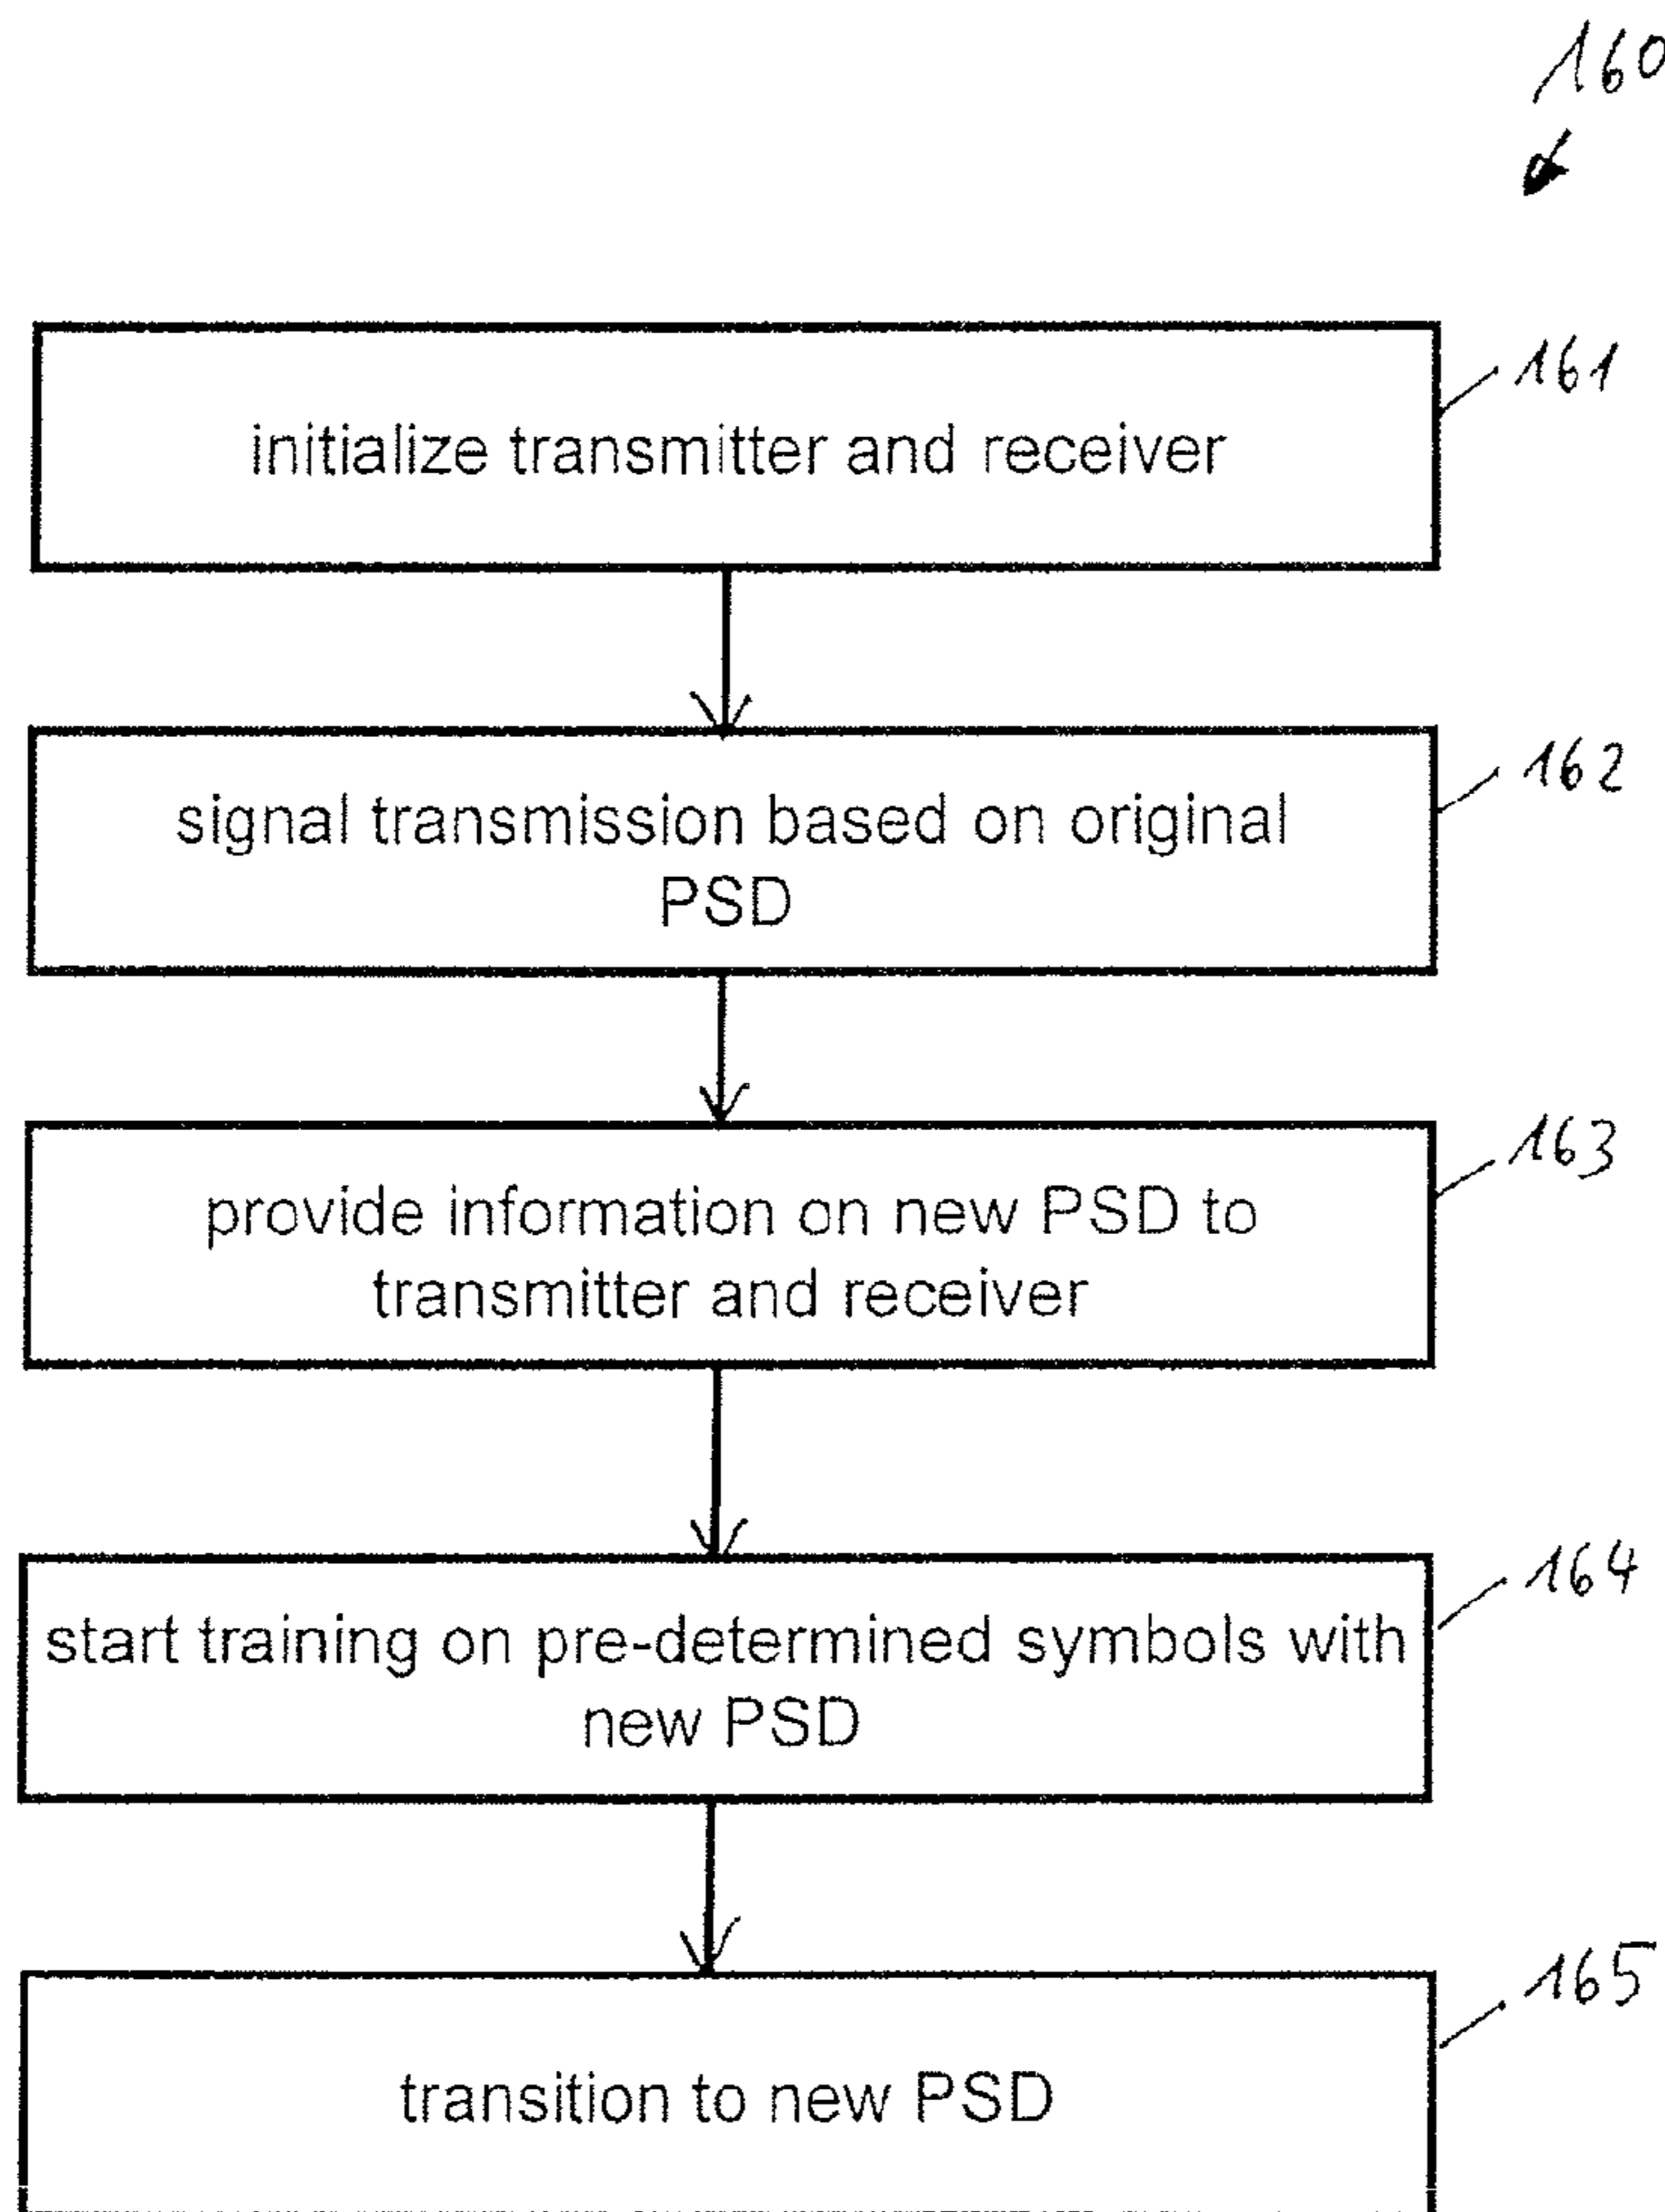 160
initialize transmitter and receiver
161
signal transmission based on original
PSD
162
provide information on new PSD to
transmitter and receiver
163
start training on pre-determined symbols with
new PSD
164
transition to new PSD
165